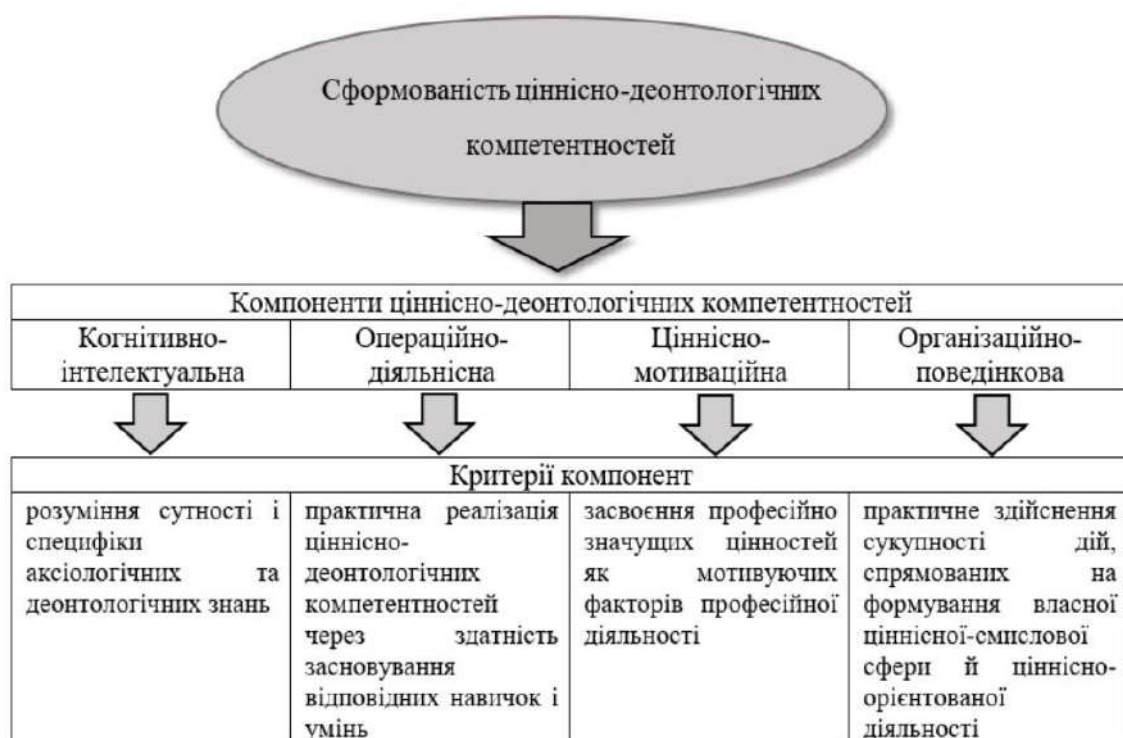 Сформованість ціннісно-деонтологічних
компетентностей
Компоненти ціннісно-деонтологічних компетентностей
Когнітивно-
інтелектуальна
Операційно-
діяльнісна
Ціннісно-
мотиваційна
Організаційно-
поведінкова
Критерії компонент
розуміння сутності і
специфіки
аксіологічних та
деонтологічних знань
практична реалізація
ціннісно-
деонтологічних
компетентностей
через здатність
засновування
відповідних навичок і
умінь
засвоєння професійно
значущих цінностей
як мотивуючих
факторів професійної
діяльності
практичне здійснення
сукупності дій,
спрямованих на
формування власної
ціннісної-смислової
сфери й ціннісно-
орієнтованої
діяльності